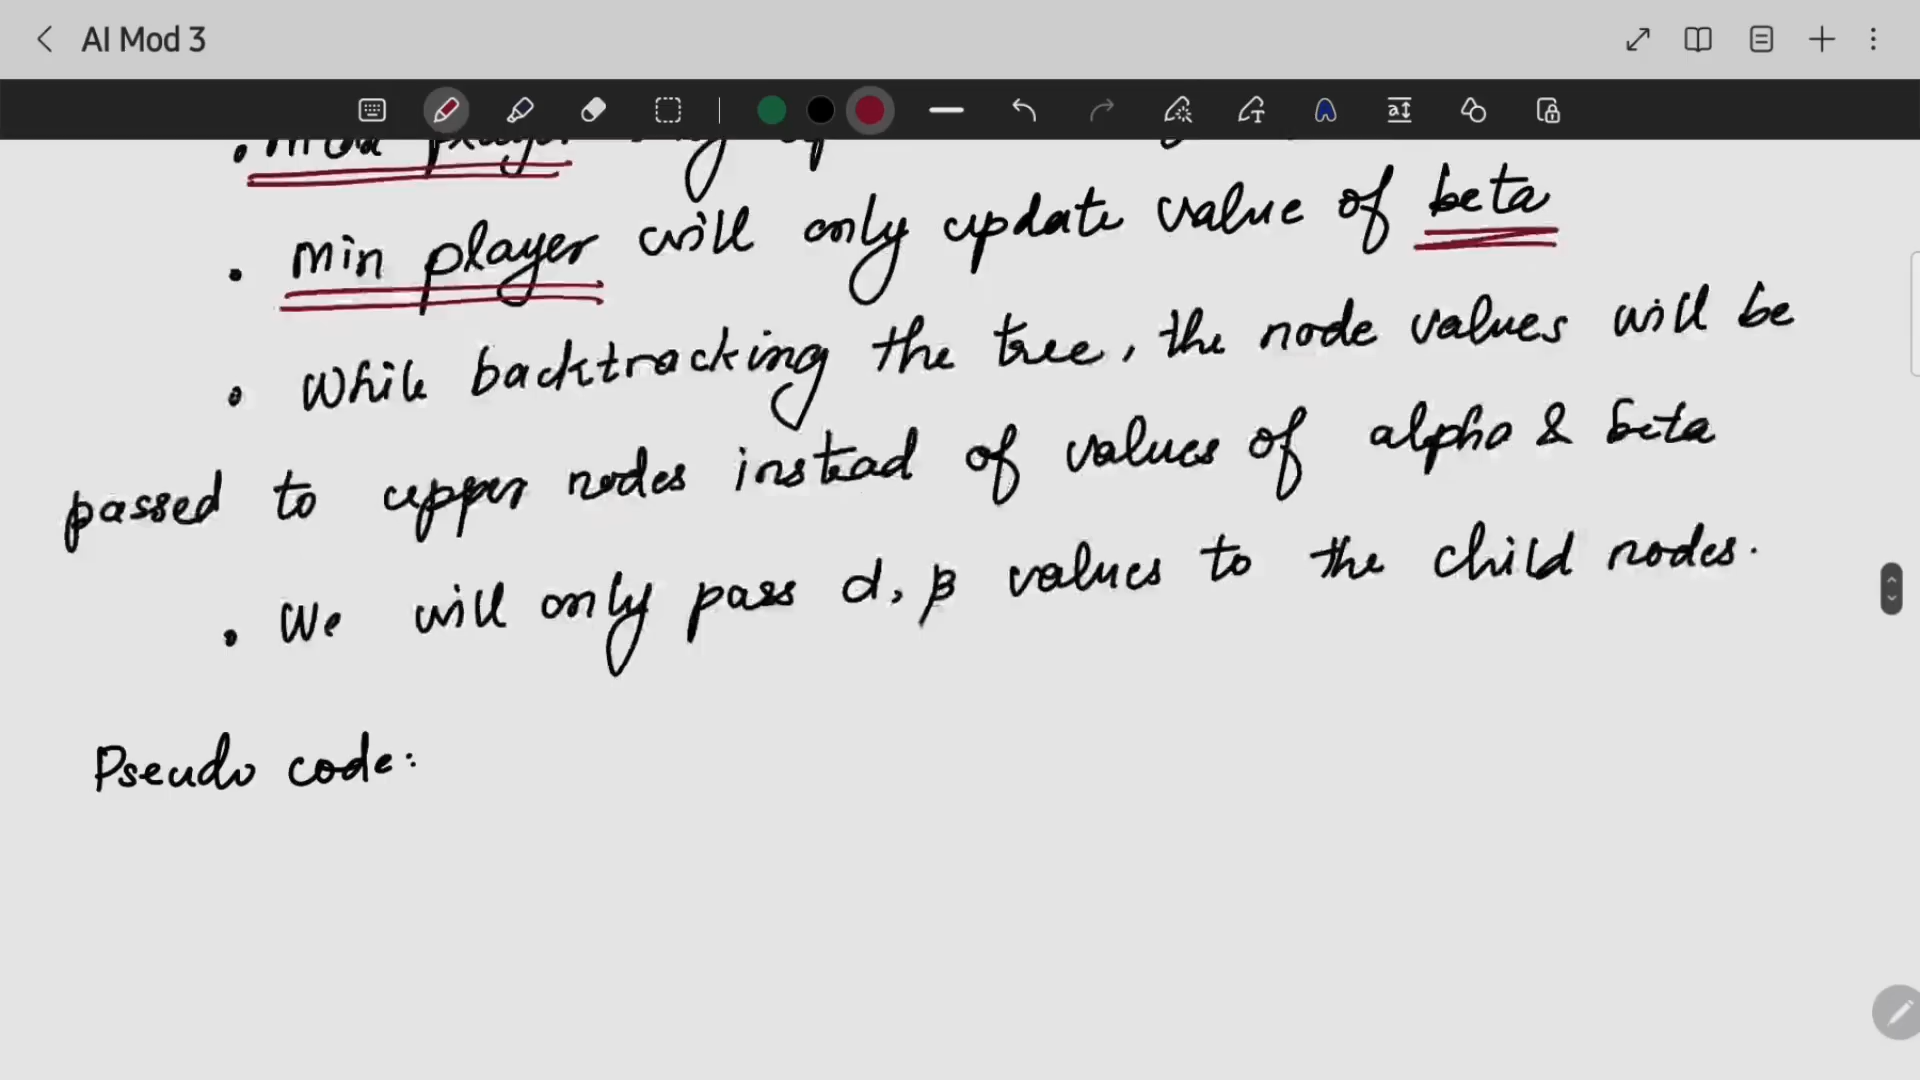 AI Mod 3
player
• Min player will only update value of beta
• While backtracking the tree, the node values will be
passed to upper nodes instead of values of alpha & beta
• We will only pass α, β values to the child nodes.
Pseudo code: